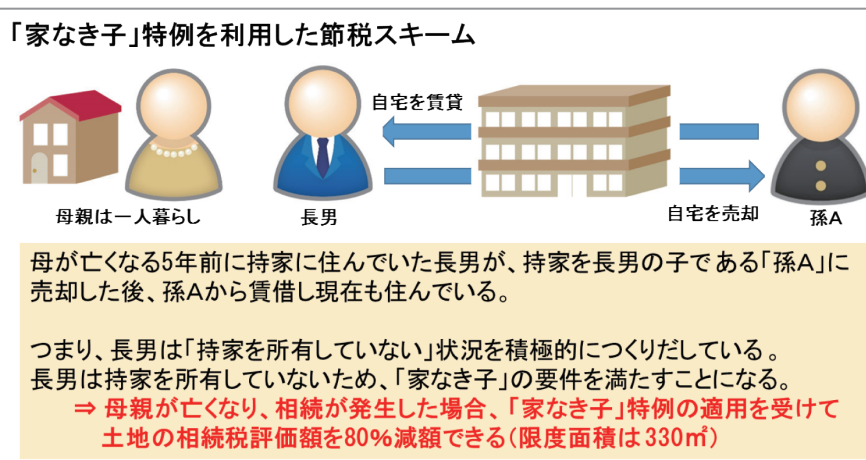 「家なき子」特例を利用した節税スキーム
自宅を賃貸
自宅を売却
母親は一人暮らし
長男
孫A
母が亡くなる5年前に持家に住んでいた長男が、持家を長男の子である「孫A」に
売却した後、孫Aから賃借し現在も住んでいる。
つまり、長男は「持家を所有していない」状況を積極的につくりだしている。
長男は持家を所有していないため、「家なき子」の要件を満たすことになる。
⇒ 母親が亡くなり、相続が発生した場合、「家なき子」特例の適用を受けて
土地の相続税評価額を80%減額できる(限度面積は330㎡)